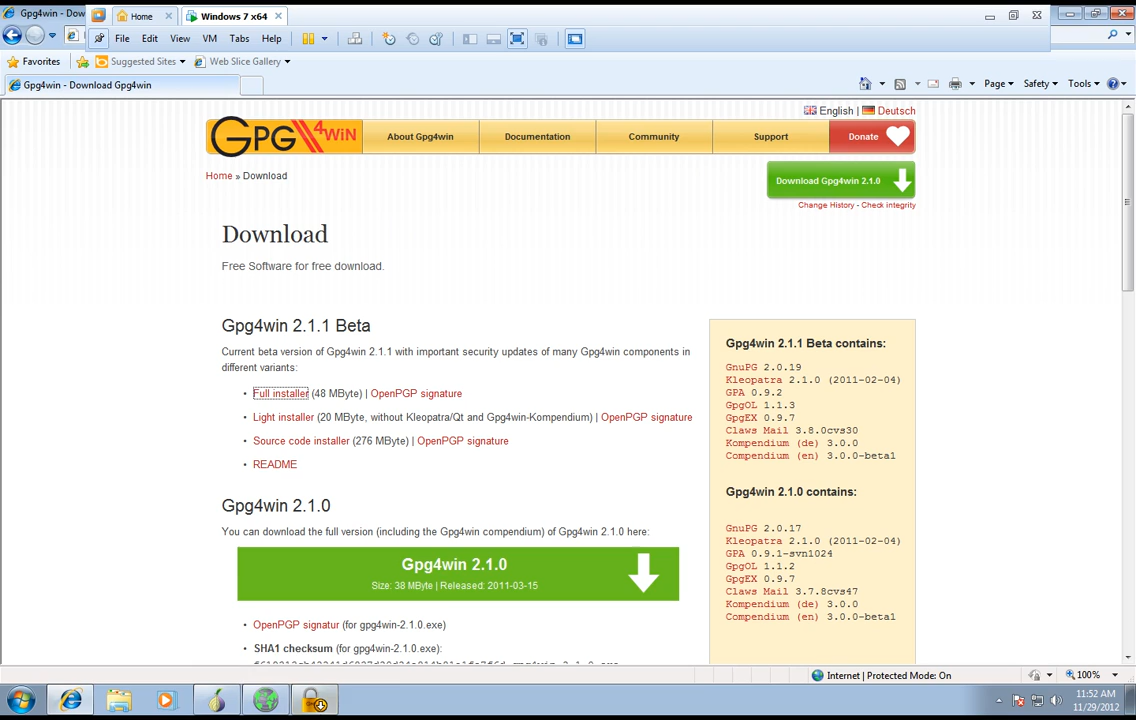 Gpg4win - Dow
Home
Windows 7 x64
File Edit View VM Tabs Help
Favorites Suggested Sites Web Slice Gallery
Gpg4win - Download Gpg4win
Page Safety Tools
English | Deutsch
GPG4WiN
About Gpg4win Documentation Community Support Donate
Home » Download
Download Gpg4win 2.1.0
Change History - Check integrity
Download
Free Software for free download.
Gpg4win 2.1.1 Beta
Current beta version of Gpg4win 2.1.1 with important security updates of many Gpg4win components in
different variants:
• Full installer (48 MByte) | OpenPGP signature
• Light installer (20 MByte, without Kleopatra/Qt and Gpg4win-Kompendium) | OpenPGP signature
• Source code installer (276 MByte) | OpenPGP signature
• README
Gpg4win 2.1.0
You can download the full version (including the Gpg4win compendium) of Gpg4win 2.1.0 here:
Gpg4win 2.1.0
Size: 38 MByte | Released: 2011-03-15
• OpenPGP signatur (for gpg4win-2.1.0.exe)
• SHA1 checksum (for gpg4win-2.1.0.exe):
Gpg4win 2.1.1 Beta contains:
GnuPG 2.0.19
Kleopatra 2.1.0 (2011-02-04)
GPA 0.9.2
GpgOL 1.1.3
GpgEX 0.9.7
Claws Mail 3.8.0cvs30
Kompendium (de) 3.0.0
Compendium (en) 3.0.0-beta1
Gpg4win 2.1.0 contains:
GnuPG 2.0.17
Kleopatra 2.1.0 (2011-02-04)
GPA 0.9.1-svn1024
GpgOL 1.1.2
GpgEX 0.9.7
Claws Mail 3.7.8cvs47
Kompendium (de) 3.0.0
Compendium (en) 3.0.0-beta1
Internet | Protected Mode: On
100%
11:52 AM
11/29/2012